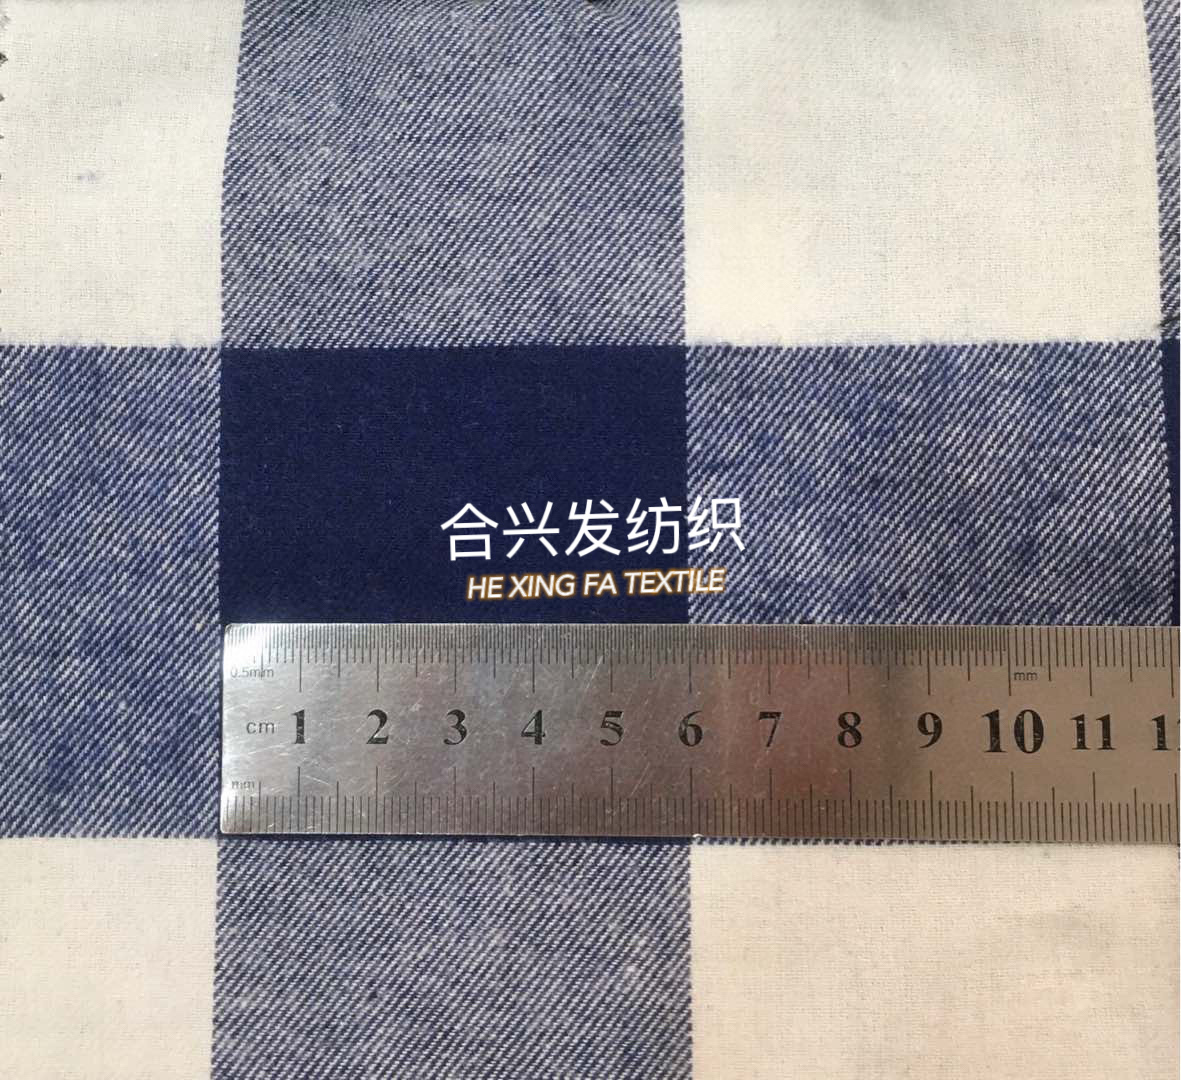 合兴发纺织
HE XING FA TEXTILE
0.5mm
mm
cm 1 2 3 4 5 6 7 8 9 10 11
mm